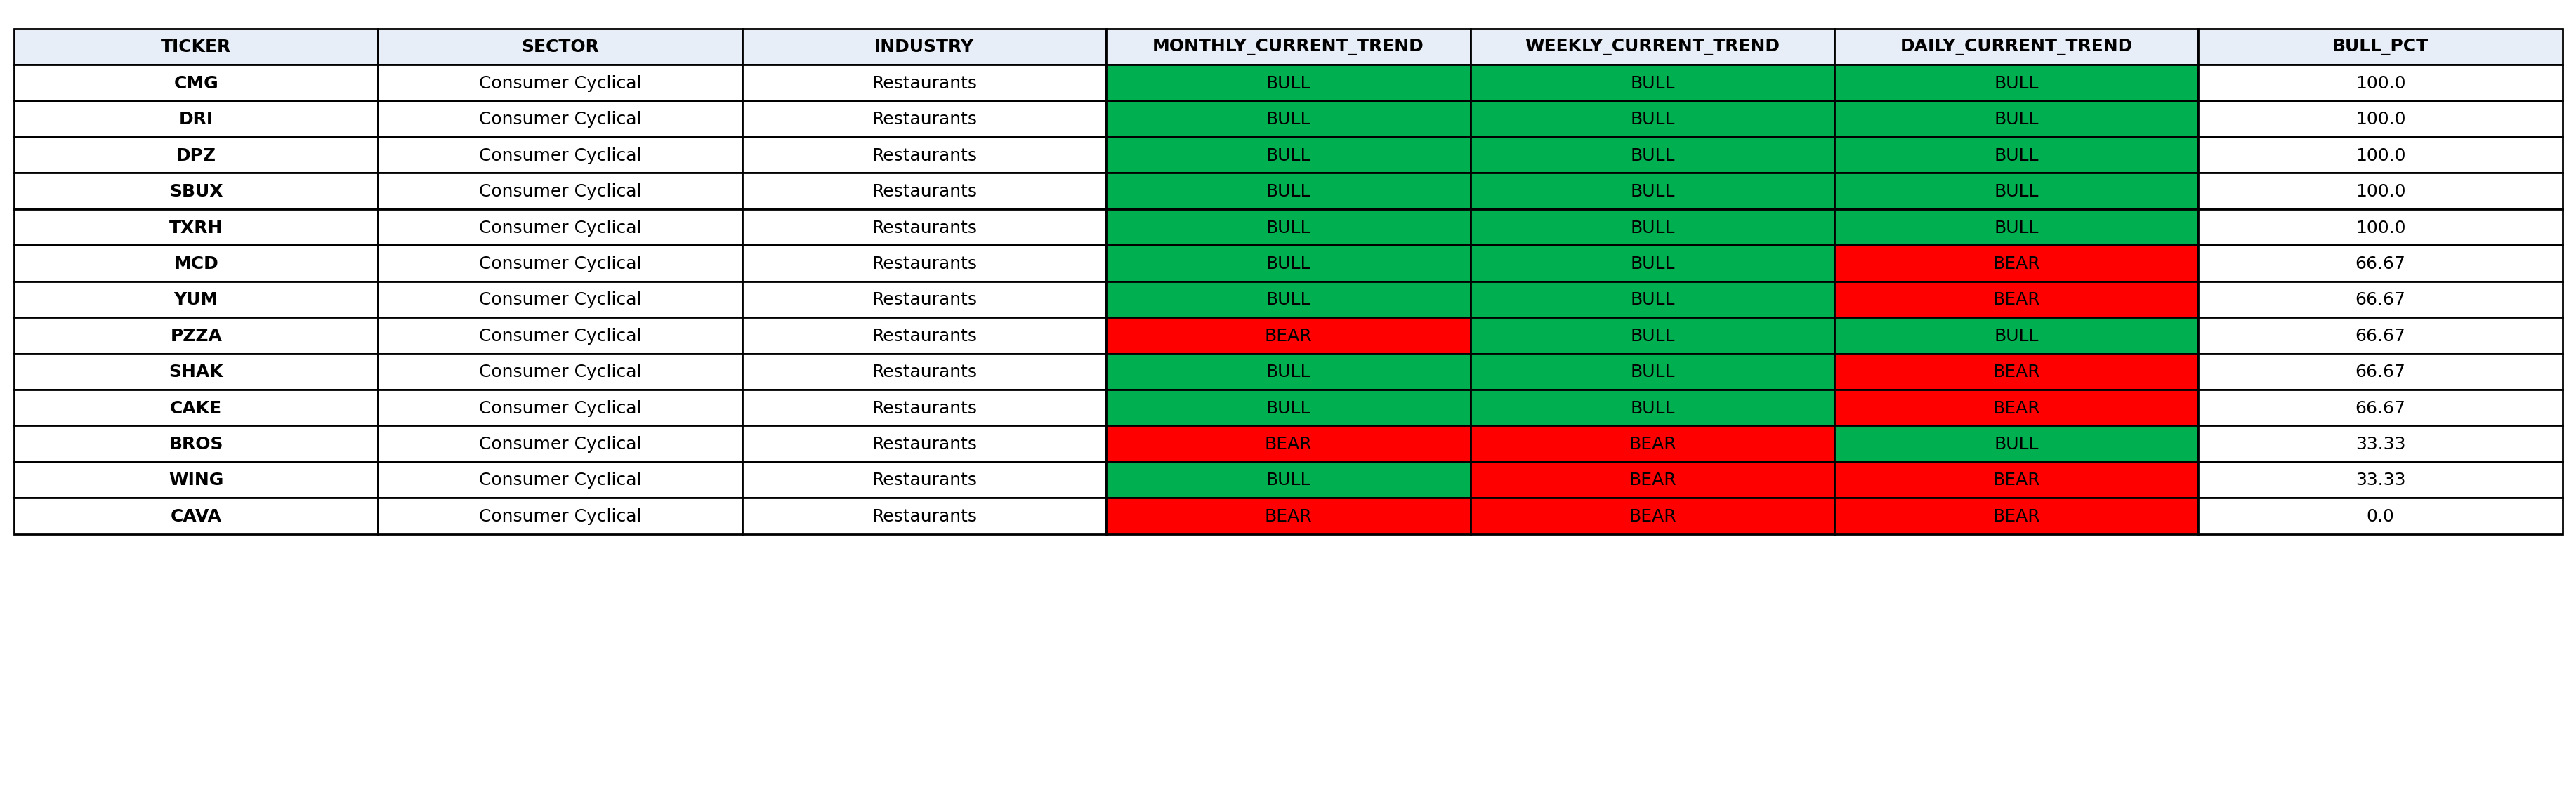 TICKER SECTOR INDUSTRY MONTHLY_CURRENT_TREND WEEKLY_CURRENT_TREND DAILY_CURRENT_TREND BULL_PCT
CMG Consumer Cyclical Restaurants BULL BULL BULL 100.0
DRI Consumer Cyclical Restaurants BULL BULL BULL 100.0
DPZ Consumer Cyclical Restaurants BULL BULL BULL 100.0
SBUX Consumer Cyclical Restaurants BULL BULL BULL 100.0
TXRH Consumer Cyclical Restaurants BULL BULL BULL 100.0
MCD Consumer Cyclical Restaurants BULL BULL BEAR 66.67
YUM Consumer Cyclical Restaurants BULL BULL BEAR 66.67
PZZA Consumer Cyclical Restaurants BEAR BULL BULL 66.67
SHAK Consumer Cyclical Restaurants BULL BULL BEAR 66.67
CAKE Consumer Cyclical Restaurants BULL BULL BEAR 66.67
BROS Consumer Cyclical Restaurants BEAR BEAR BULL 33.33
WING Consumer Cyclical Restaurants BULL BEAR BEAR 33.33
CAVA Consumer Cyclical Restaurants BEAR BEAR BEAR 0.0